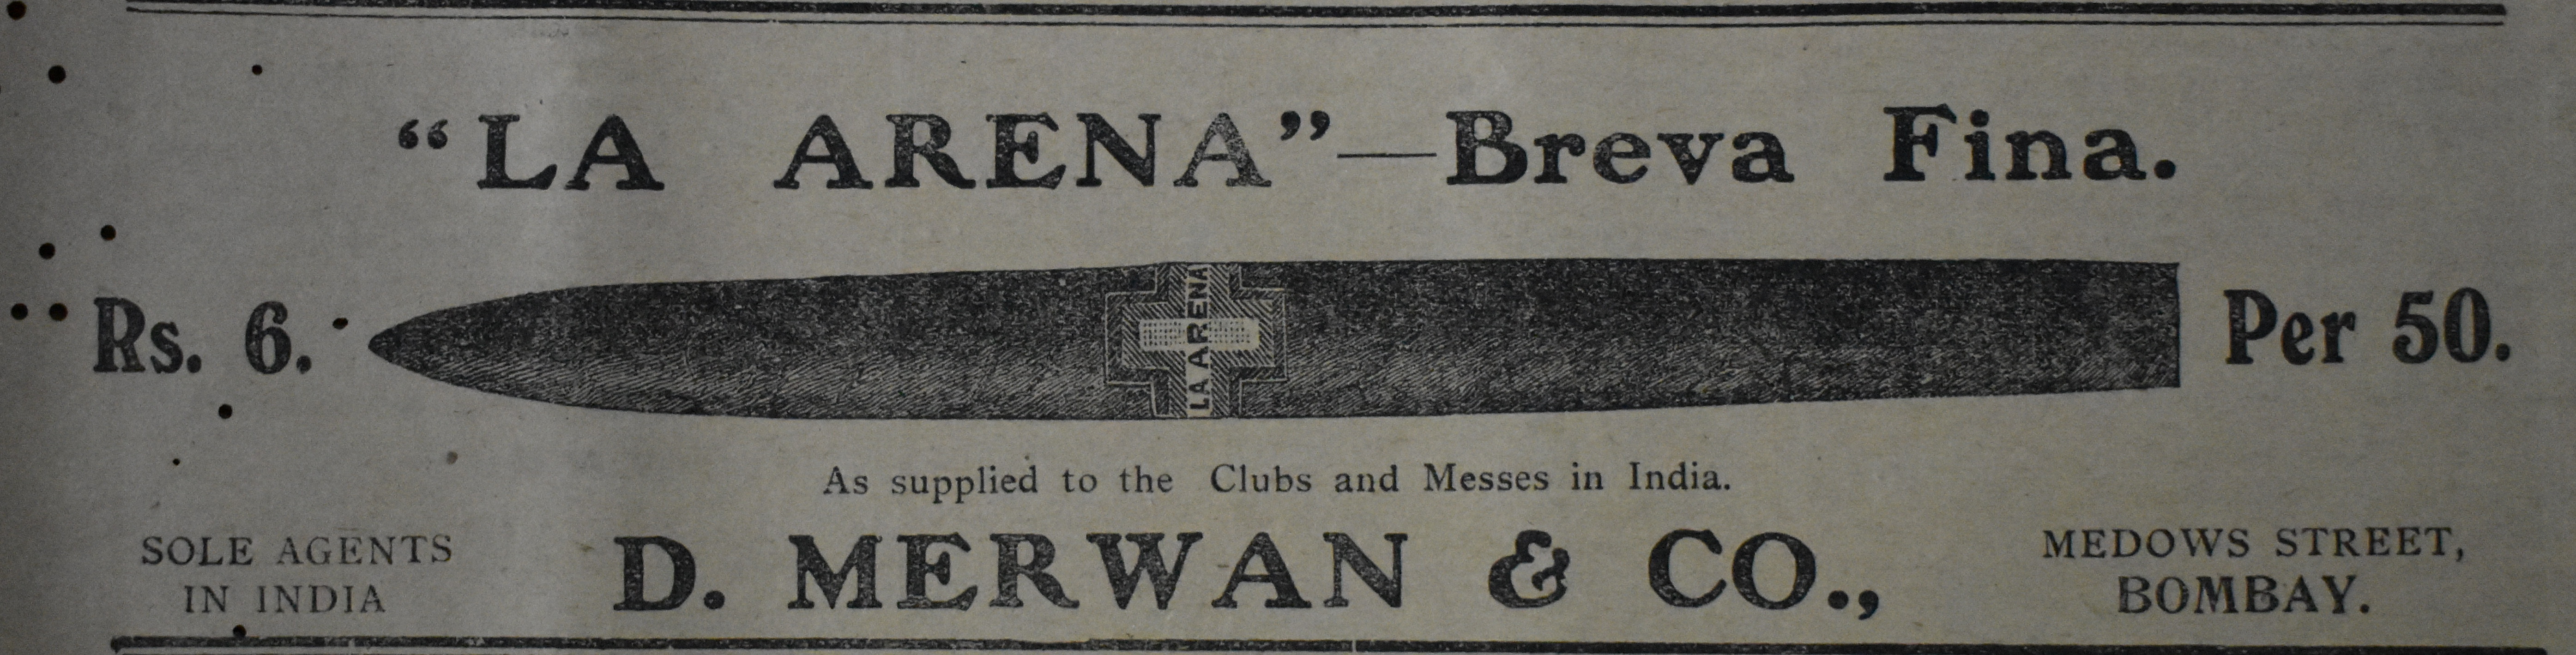 “LA ARENA”—Breva Fina.
Rs. 6.
LA ARENA
Per 50.
As supplied to the Clubs and Messes in India.
SOLE AGENTS
IN INDIA
D. MERWAN & CO.,
MEDOWS STREET,
BOMBAY.